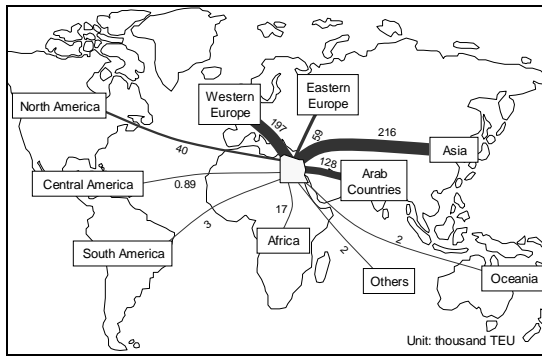 Western
Europe
Eastern
Europe
North America
197
59
216
Asia
40
128
Arab
Countries
Central America
0.89
17
3
South America
Africa
2
2
Others
Oceania
Unit: thousand TEU